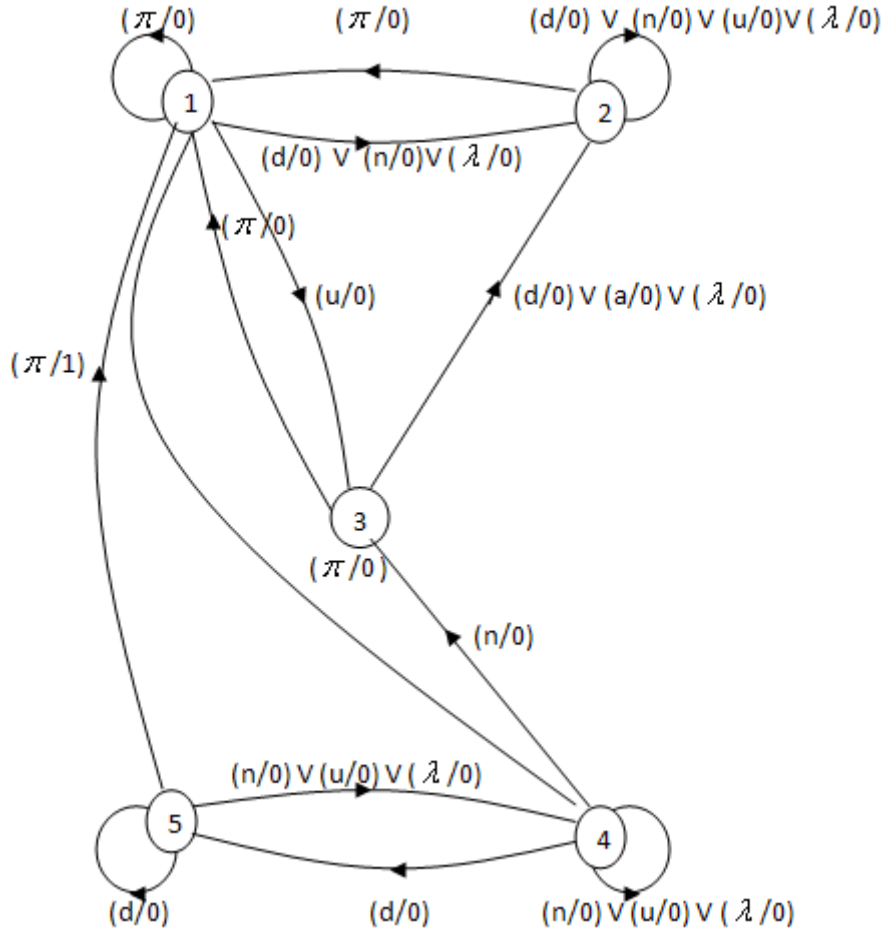 (π/0)
(π/0)
(d/0) V (n/0) V (u/0) V (λ/0)
1
2
(d/0) V (n/0) V (λ/0)
(π/0)
(u/0)
(d/0) V (a/0) V (λ/0)
(π/1)
3
(π/0)
(n/0)
(n/0) V (u/0) V (λ/0)
5
4
(d/0)
(d/0)
(n/0) V (u/0) V (λ/0)